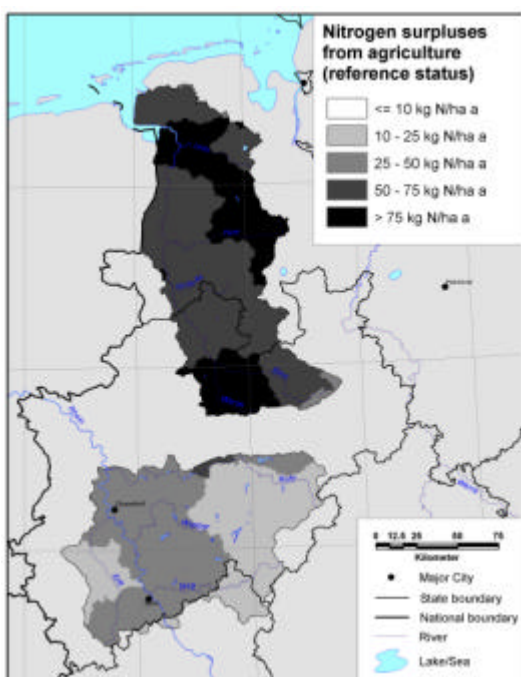 Nitrogen surpluses
from agriculture
(reference status)
<= 10 kg N/ha a
10 - 25 kg N/ha a
25 - 50 kg N/ha a
50 - 75 kg N/ha a
> 75 kg N/ha a
0 12.5 25 50 75
Kilometer
Major City
State boundary
National boundary
River
Lake/Sea